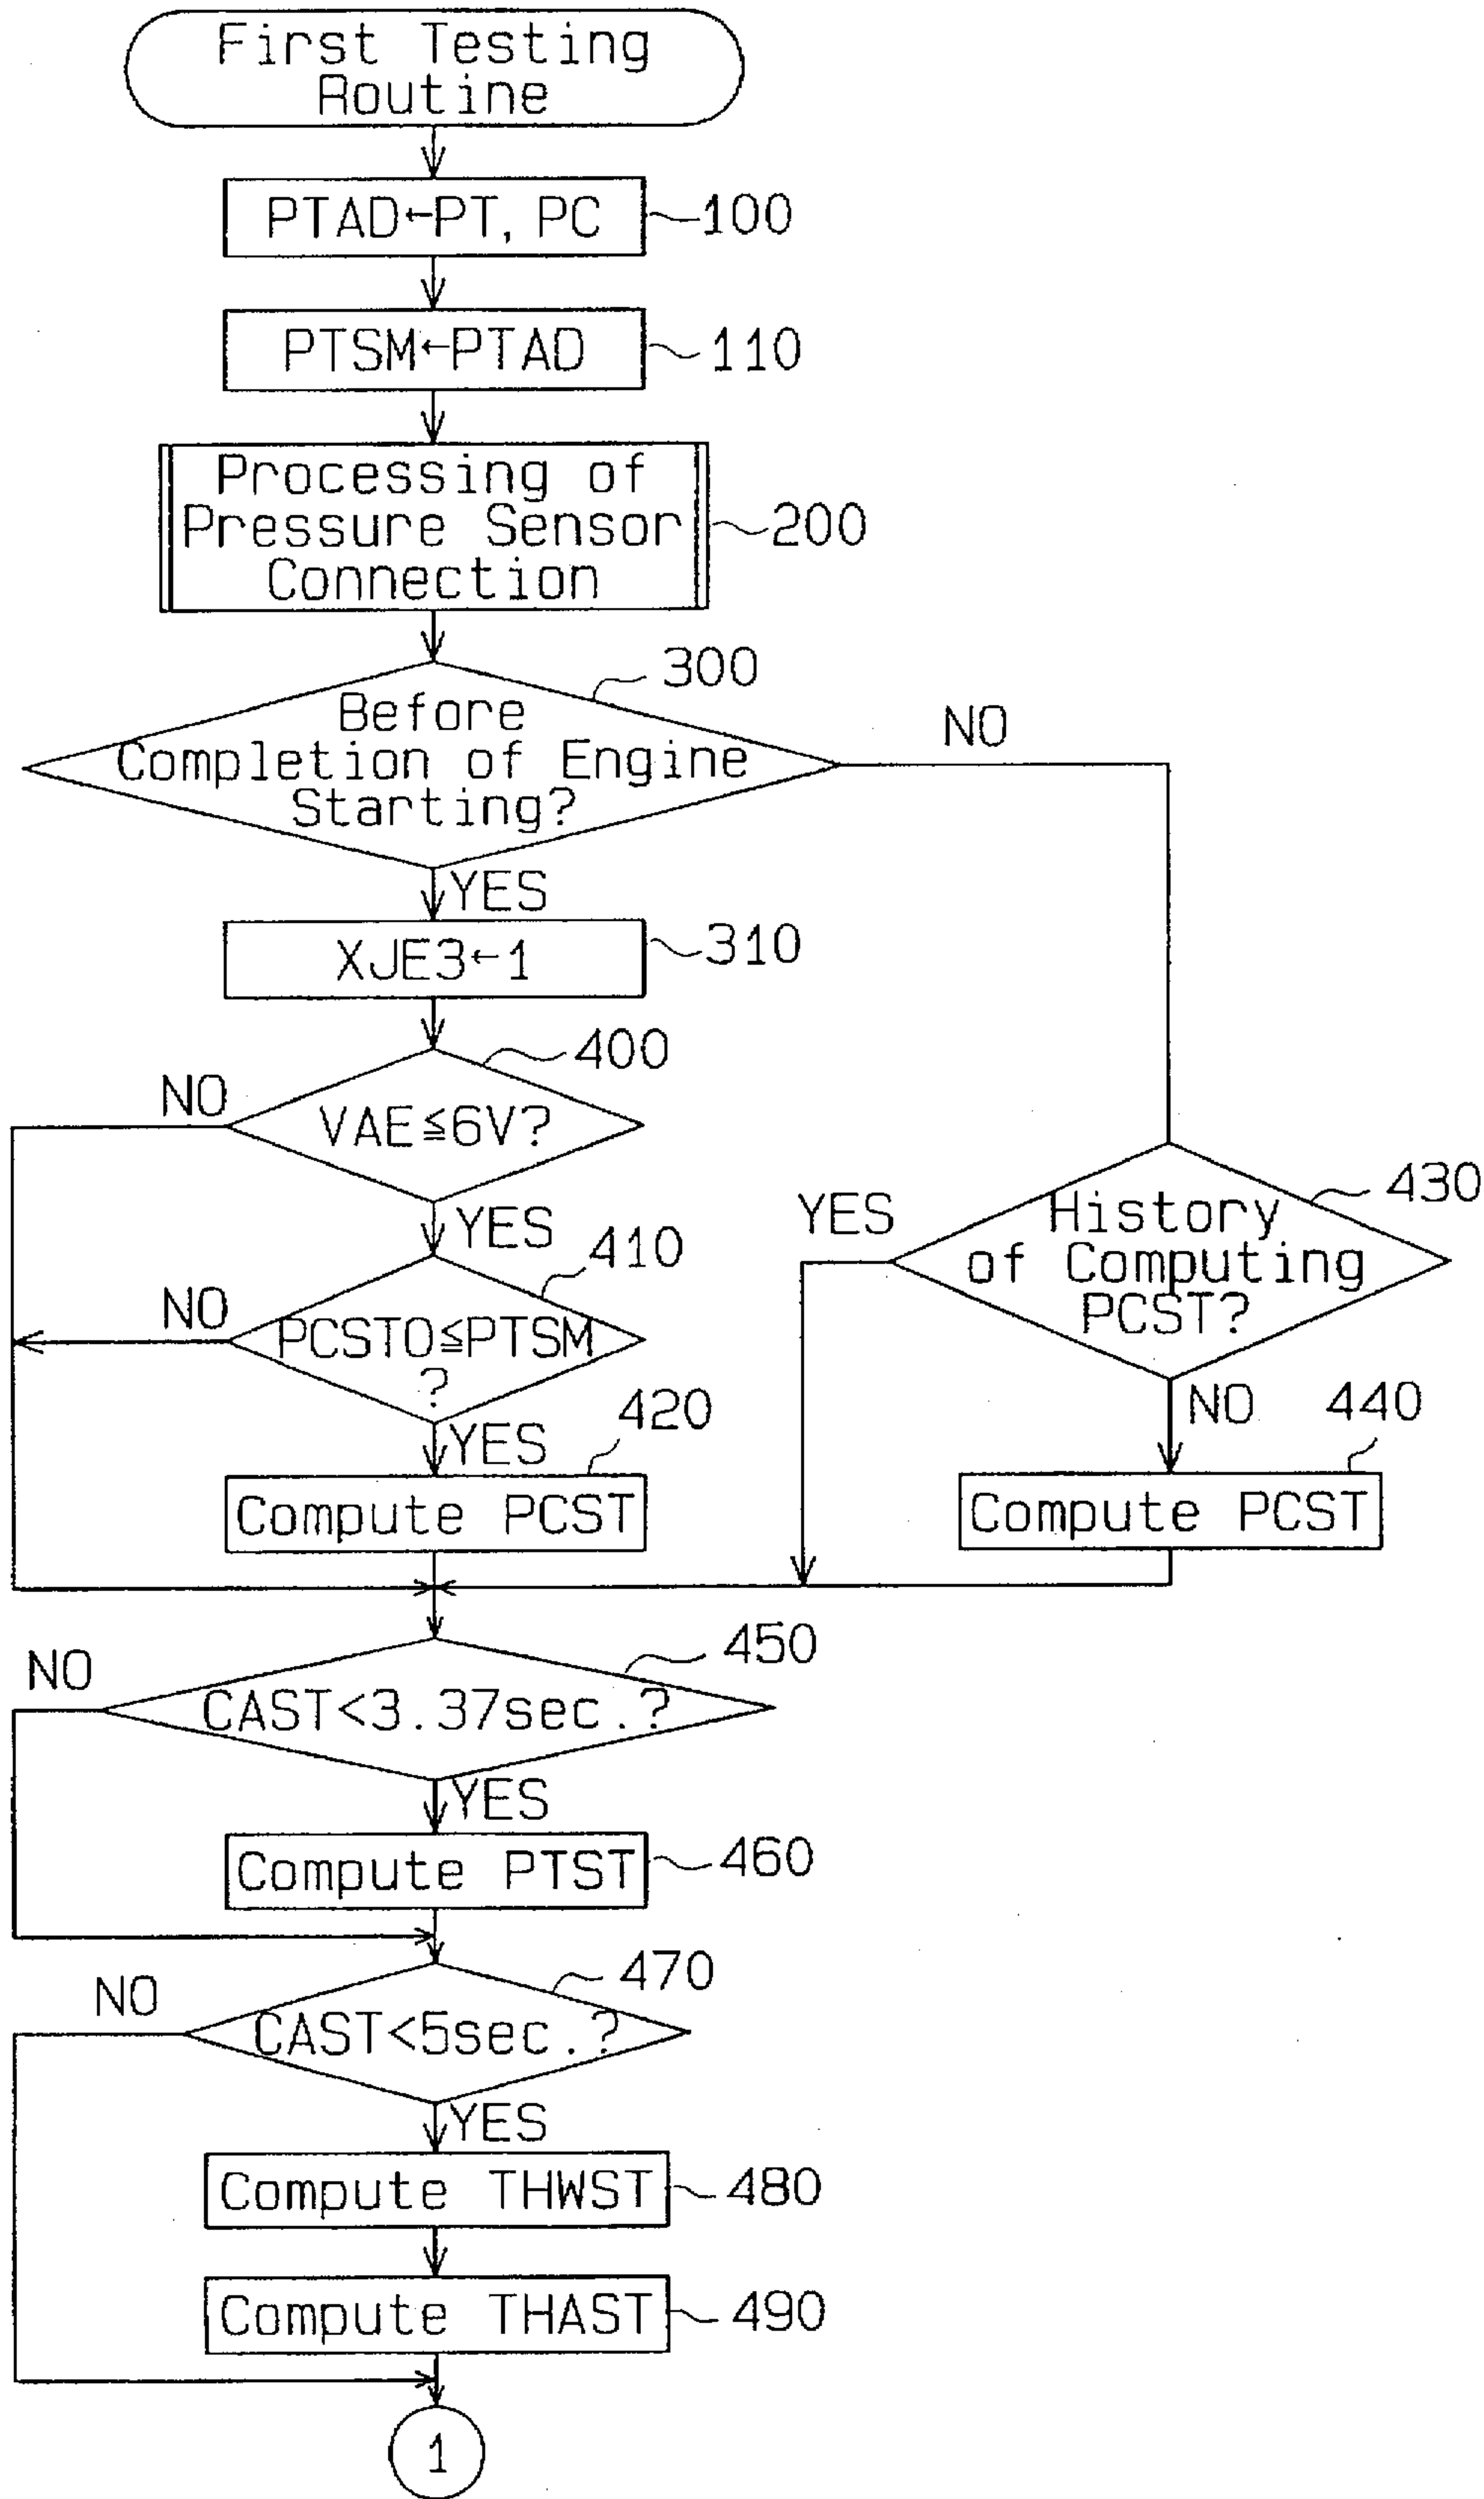 First Testing
Routine
PTAD←PT, PC
100
PTSM←PTAD
110
Processing of
Pressure Sensor
Connection
200
300
Before
Completion of Engine
Starting?
NO
YES
XJE3←1
310
400
NO
VAE≦6V?
YES
410
NO
PCSTO≦PTSM
?
YES
420
Compute PCST
430
YES
History
of Computing
PCST?
NO
440
Compute PCST
450
NO
CAST<3.37sec.?
YES
Compute PTST
460
470
NO
CAST<5sec.?
YES
Compute THWST
480
Compute THAST
490
1